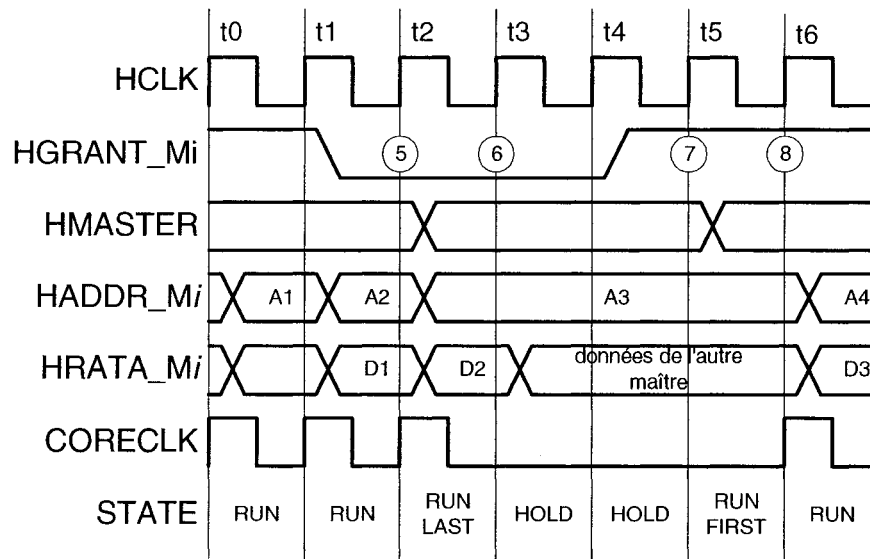 t0 t1 t2 t3 t4 t5 t6
HCLK
HGRANT_Mi 5 6 7 8
HMASTER
HADDR_Mi A1 A2 A3 A4
HRATA_Mi D1 D2 données de l'autre maître D3
CORECLK
STATE RUN RUN RUN LAST HOLD HOLD RUN FIRST RUN